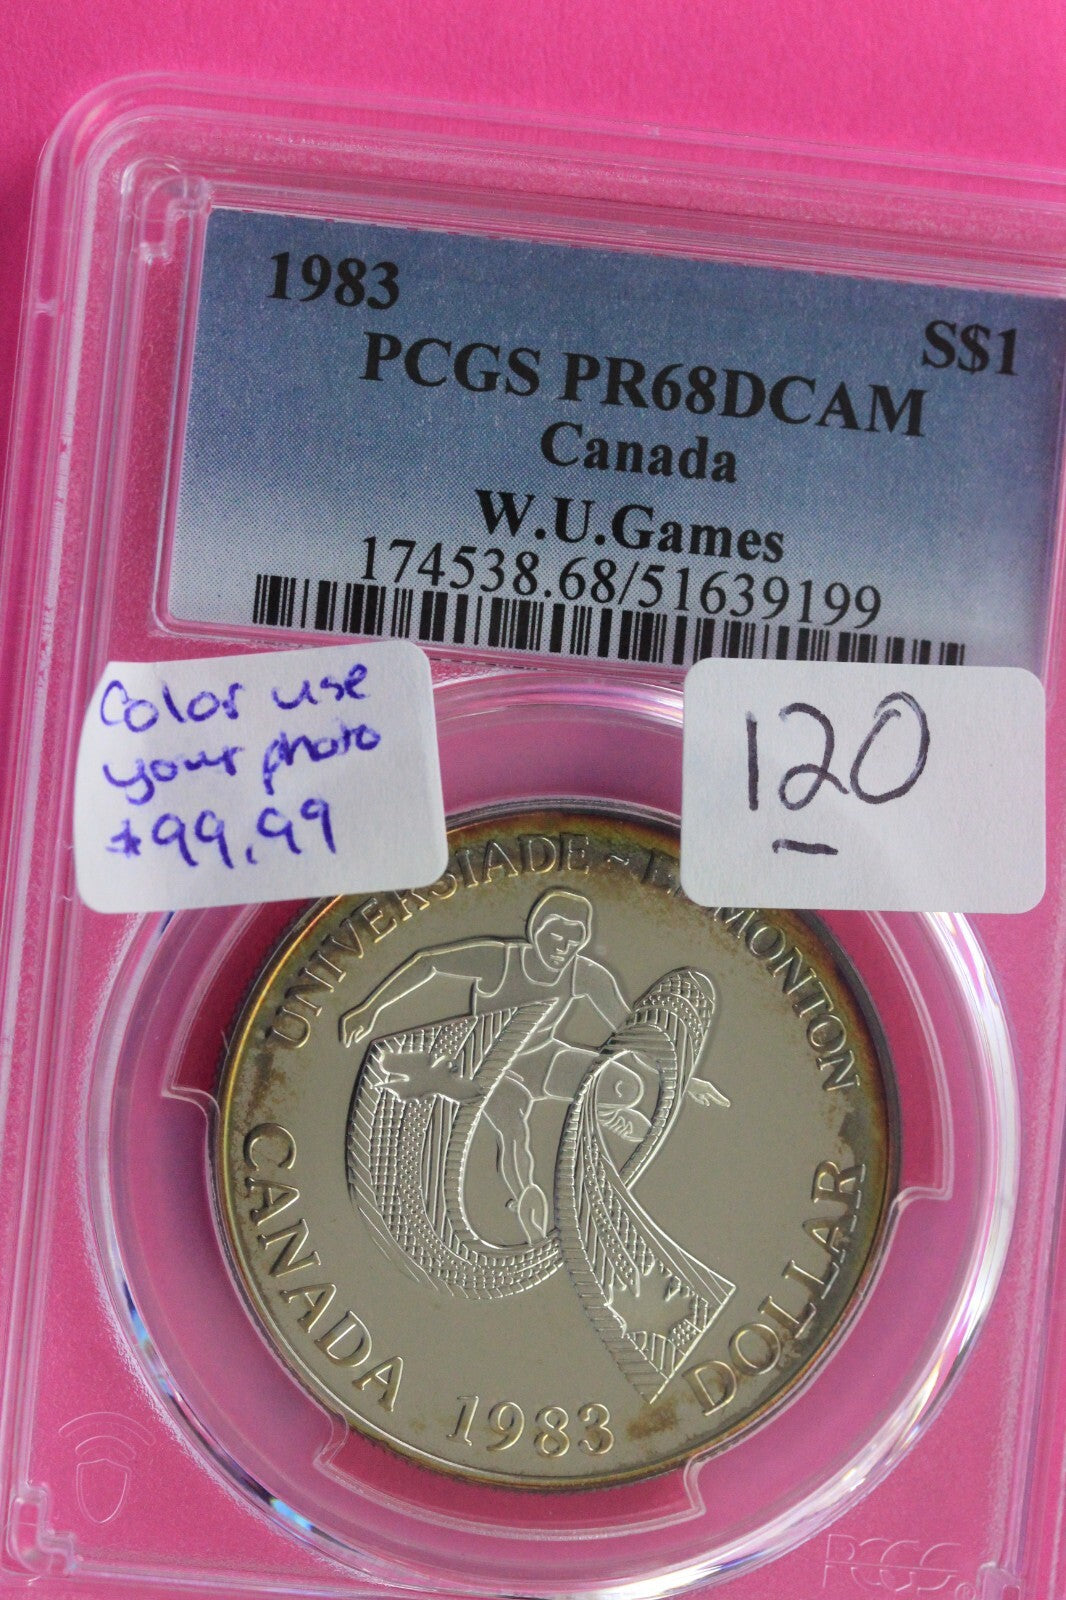 1983
S$1
PCGS PR68DCAM
Canada
W.U.Games
174538.68/51639199
Color use
your photo
$99.99
120
UNIVERSIADE ~ MONTON
CANADA 1983 DOLLAR
PCGS